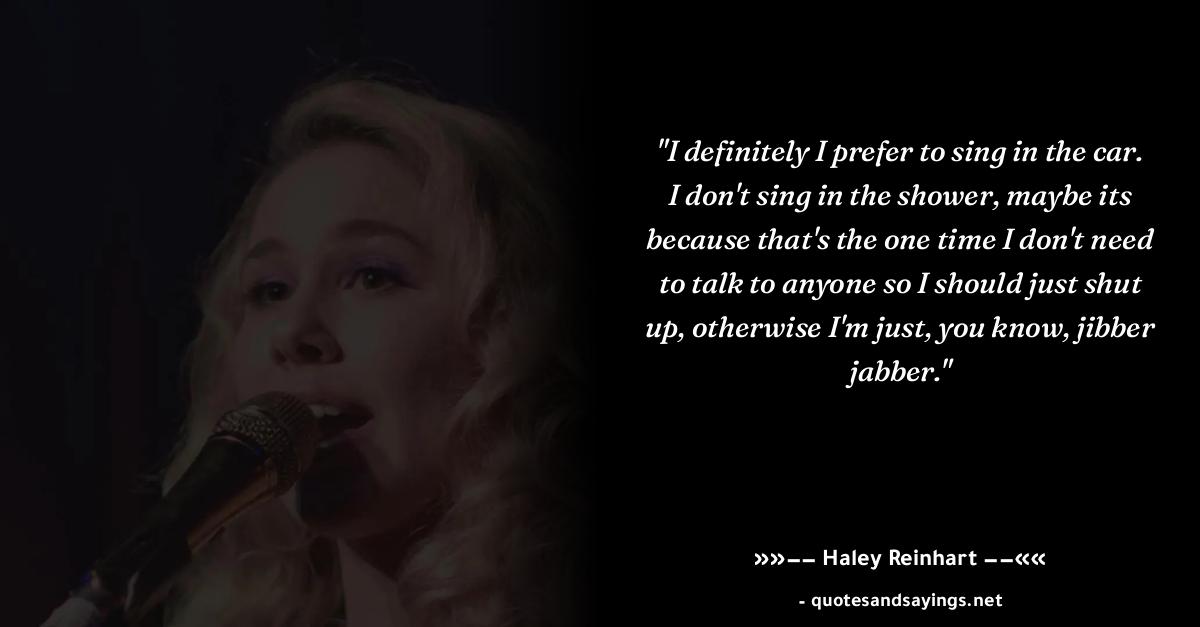 "I definitely I prefer to sing in the car.
I don't sing in the shower, maybe its
because that's the one time I don't need
to talk to anyone so I should just shut
up, otherwise I'm just, you know, jibber
jabber."
»»−− Haley Reinhart −−««
- quotesandsayings.net